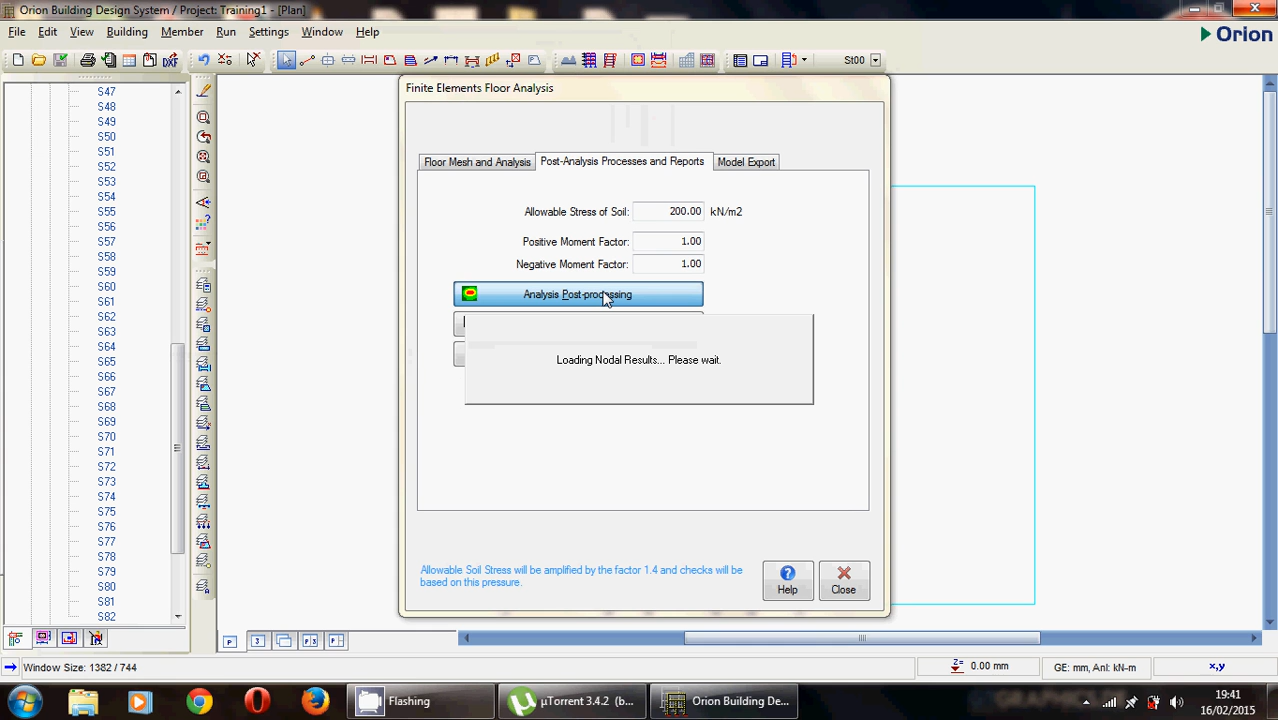 Orion Building Design System / Project: Training1 - [Plan]
File Edit View Building Member Run Settings Window Help
Orion
DXF
St00
S47
S48
S49
S50
S51
S52
S53
S54
S55
S56
S57
S58
S59
S60
S61
S62
S63
S64
S65
S66
S67
S68
S69
S70
S71
S72
S73
S74
S75
S76
S77
S78
S79
S80
S81
S82
Finite Elements Floor Analysis
Floor Mesh and Analysis Post-Analysis Processes and Reports Model Export
Allowable Stress of Soil: 200.00 kN/m2
Positive Moment Factor: 1.00
Negative Moment Factor: 1.00
Analysis Post-processing
Loading Nodal Results... Please wait.
Allowable Soil Stress will be amplified by the factor 1.4 and checks will be
based on this pressure.
Help
Close
Window Size: 1382 / 744
Z= 0.00 mm
GE: mm, Anl: kN-m
x,y
Flashing
µTorrent 3.4.2 (b...
Orion Building De...
19:41
16/02/2015